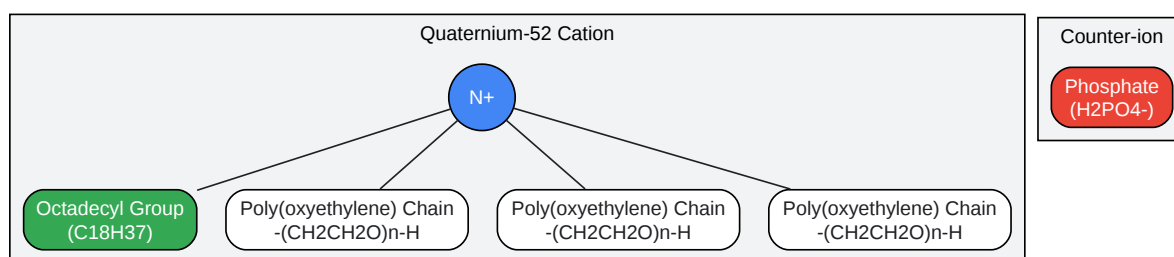 Quaternium-52 Cation
Counter-ion
N+
Phosphate
(H2PO4-)
Octadecyl Group
(C18H37)
Poly(oxyethylene) Chain
-(CH2CH2O)n-H
Poly(oxyethylene) Chain
-(CH2CH2O)n-H
Poly(oxyethylene) Chain
-(CH2CH2O)n-H